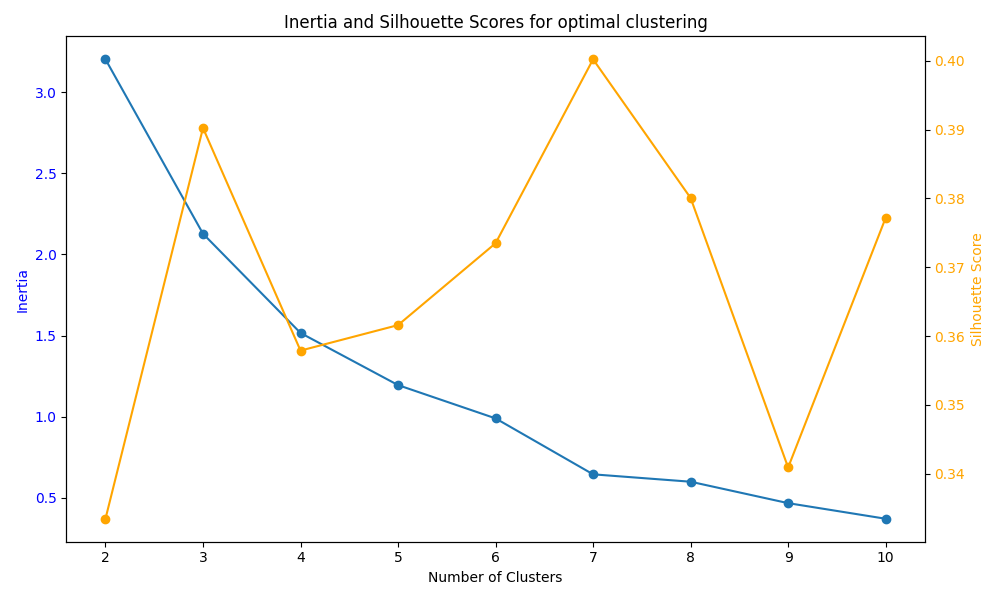 Inertia and Silhouette Scores for optimal clustering
Inertia
3.0
2.5
2.0
1.5
1.0
0.5
0.40
0.39
0.38
0.37
0.36
0.35
0.34
Silhouette Score
2 3 4 5 6 7 8 9 10
Number of Clusters